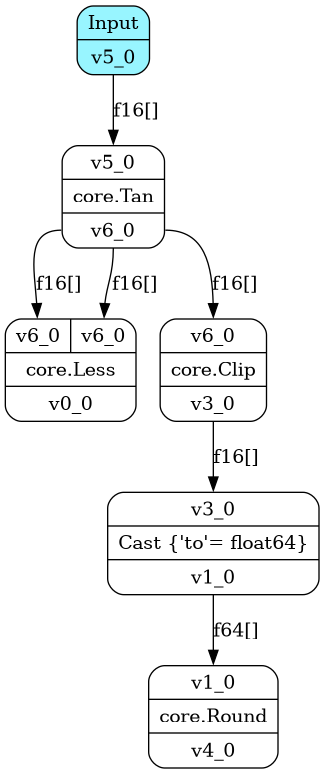 Input
v5_0
f16[]
v5_0
core.Tan
v6_0
f16[] f16[] f16[]
v6_0 v6_0
core.Less
v0_0
v6_0
core.Clip
v3_0
f16[]
v3_0
Cast {'to'= float64}
v1_0
f64[]
v1_0
core.Round
v4_0